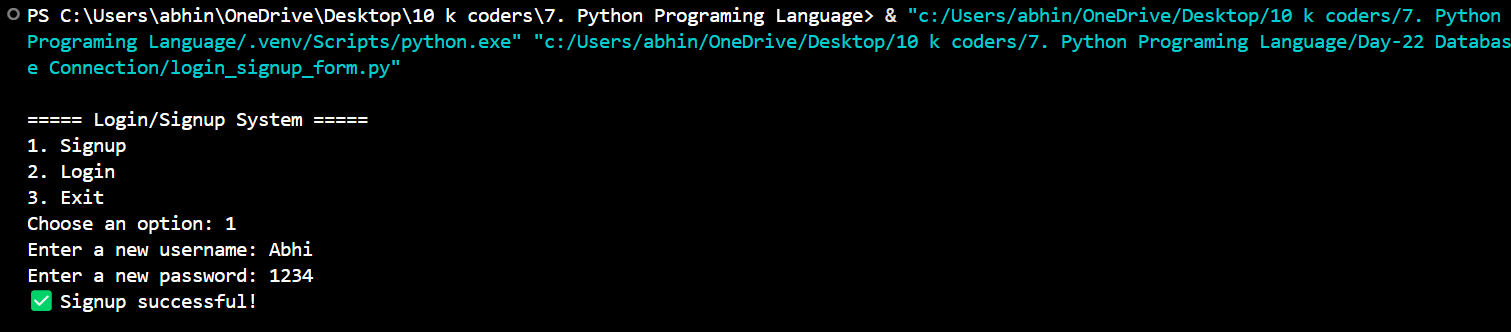 PS C:\Users\abhin\OneDrive\Desktop\10 k coders\7. Python Programing Language> & "c:/Users/abhin/OneDrive/Desktop/10 k coders/7. Python
Programing Language/.venv/Scripts/python.exe" "c:/Users/abhin/OneDrive/Desktop/10 k coders/7. Python Programing Language/Day-22 Databas
e Connection/login_signup_form.py"
===== Login/Signup System =====
1. Signup
2. Login
3. Exit
Choose an option: 1
Enter a new username: Abhi
Enter a new password: 1234
✅ Signup successful!